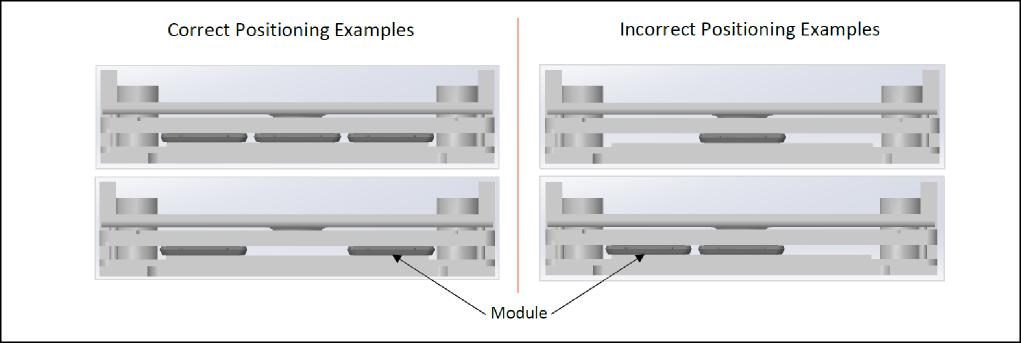 Correct Positioning Examples
Incorrect Positioning Examples
Module